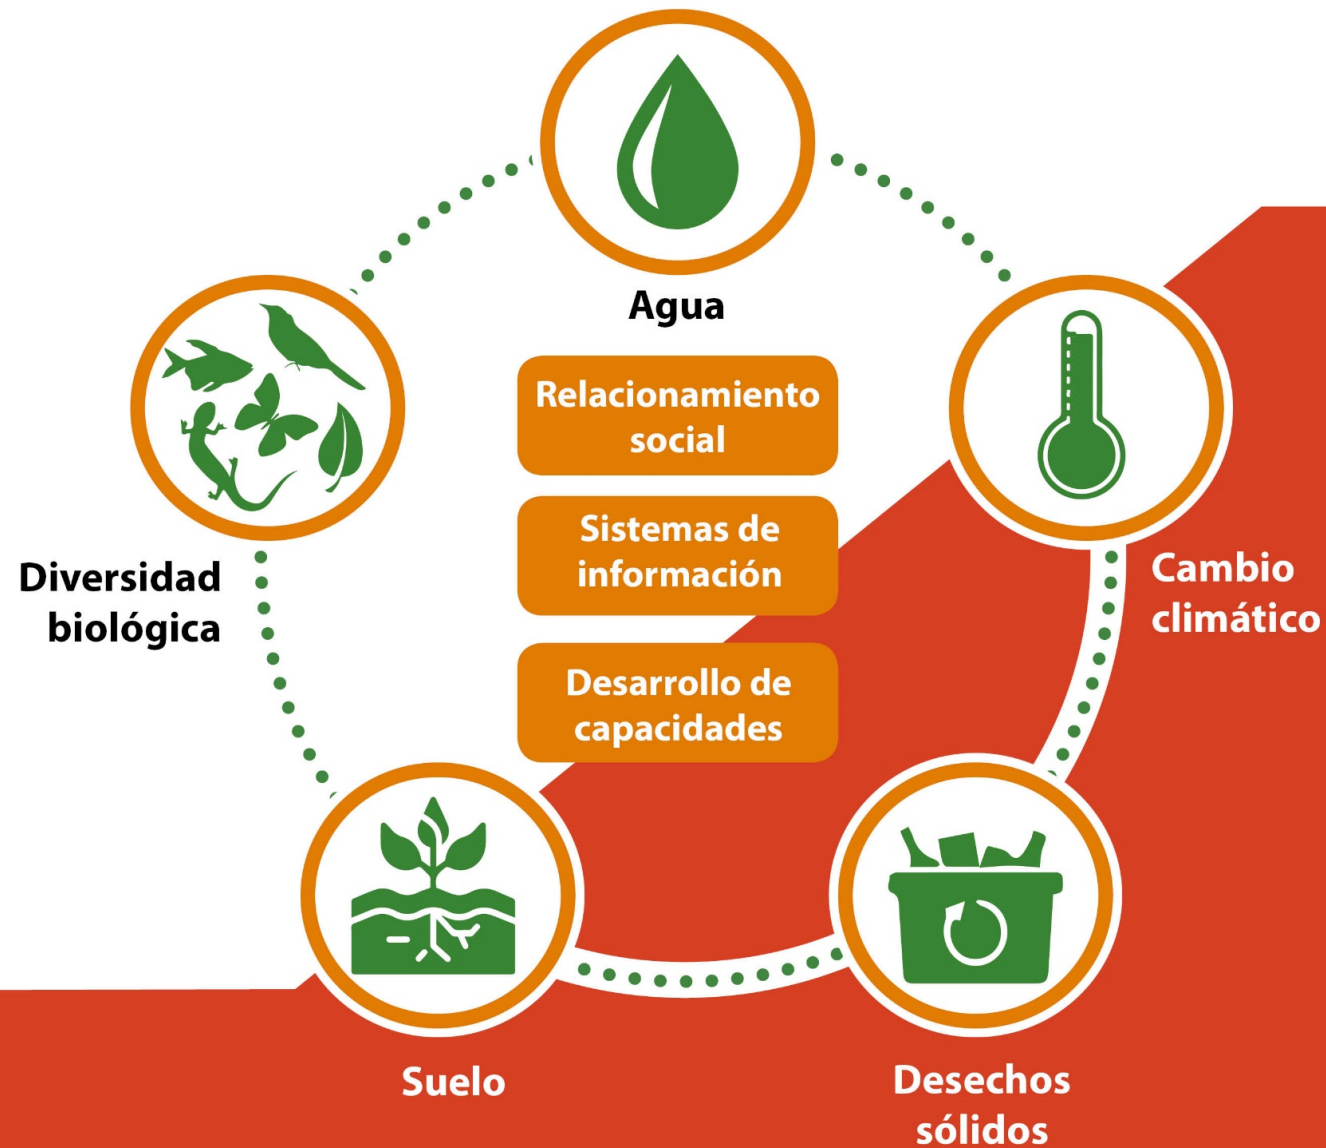 Agua
Relacionamiento
social
Sistemas de
información
Desarrollo de
capacidades
Diversidad
biológica
Cambio
climático
Suelo
Desechos
sólidos